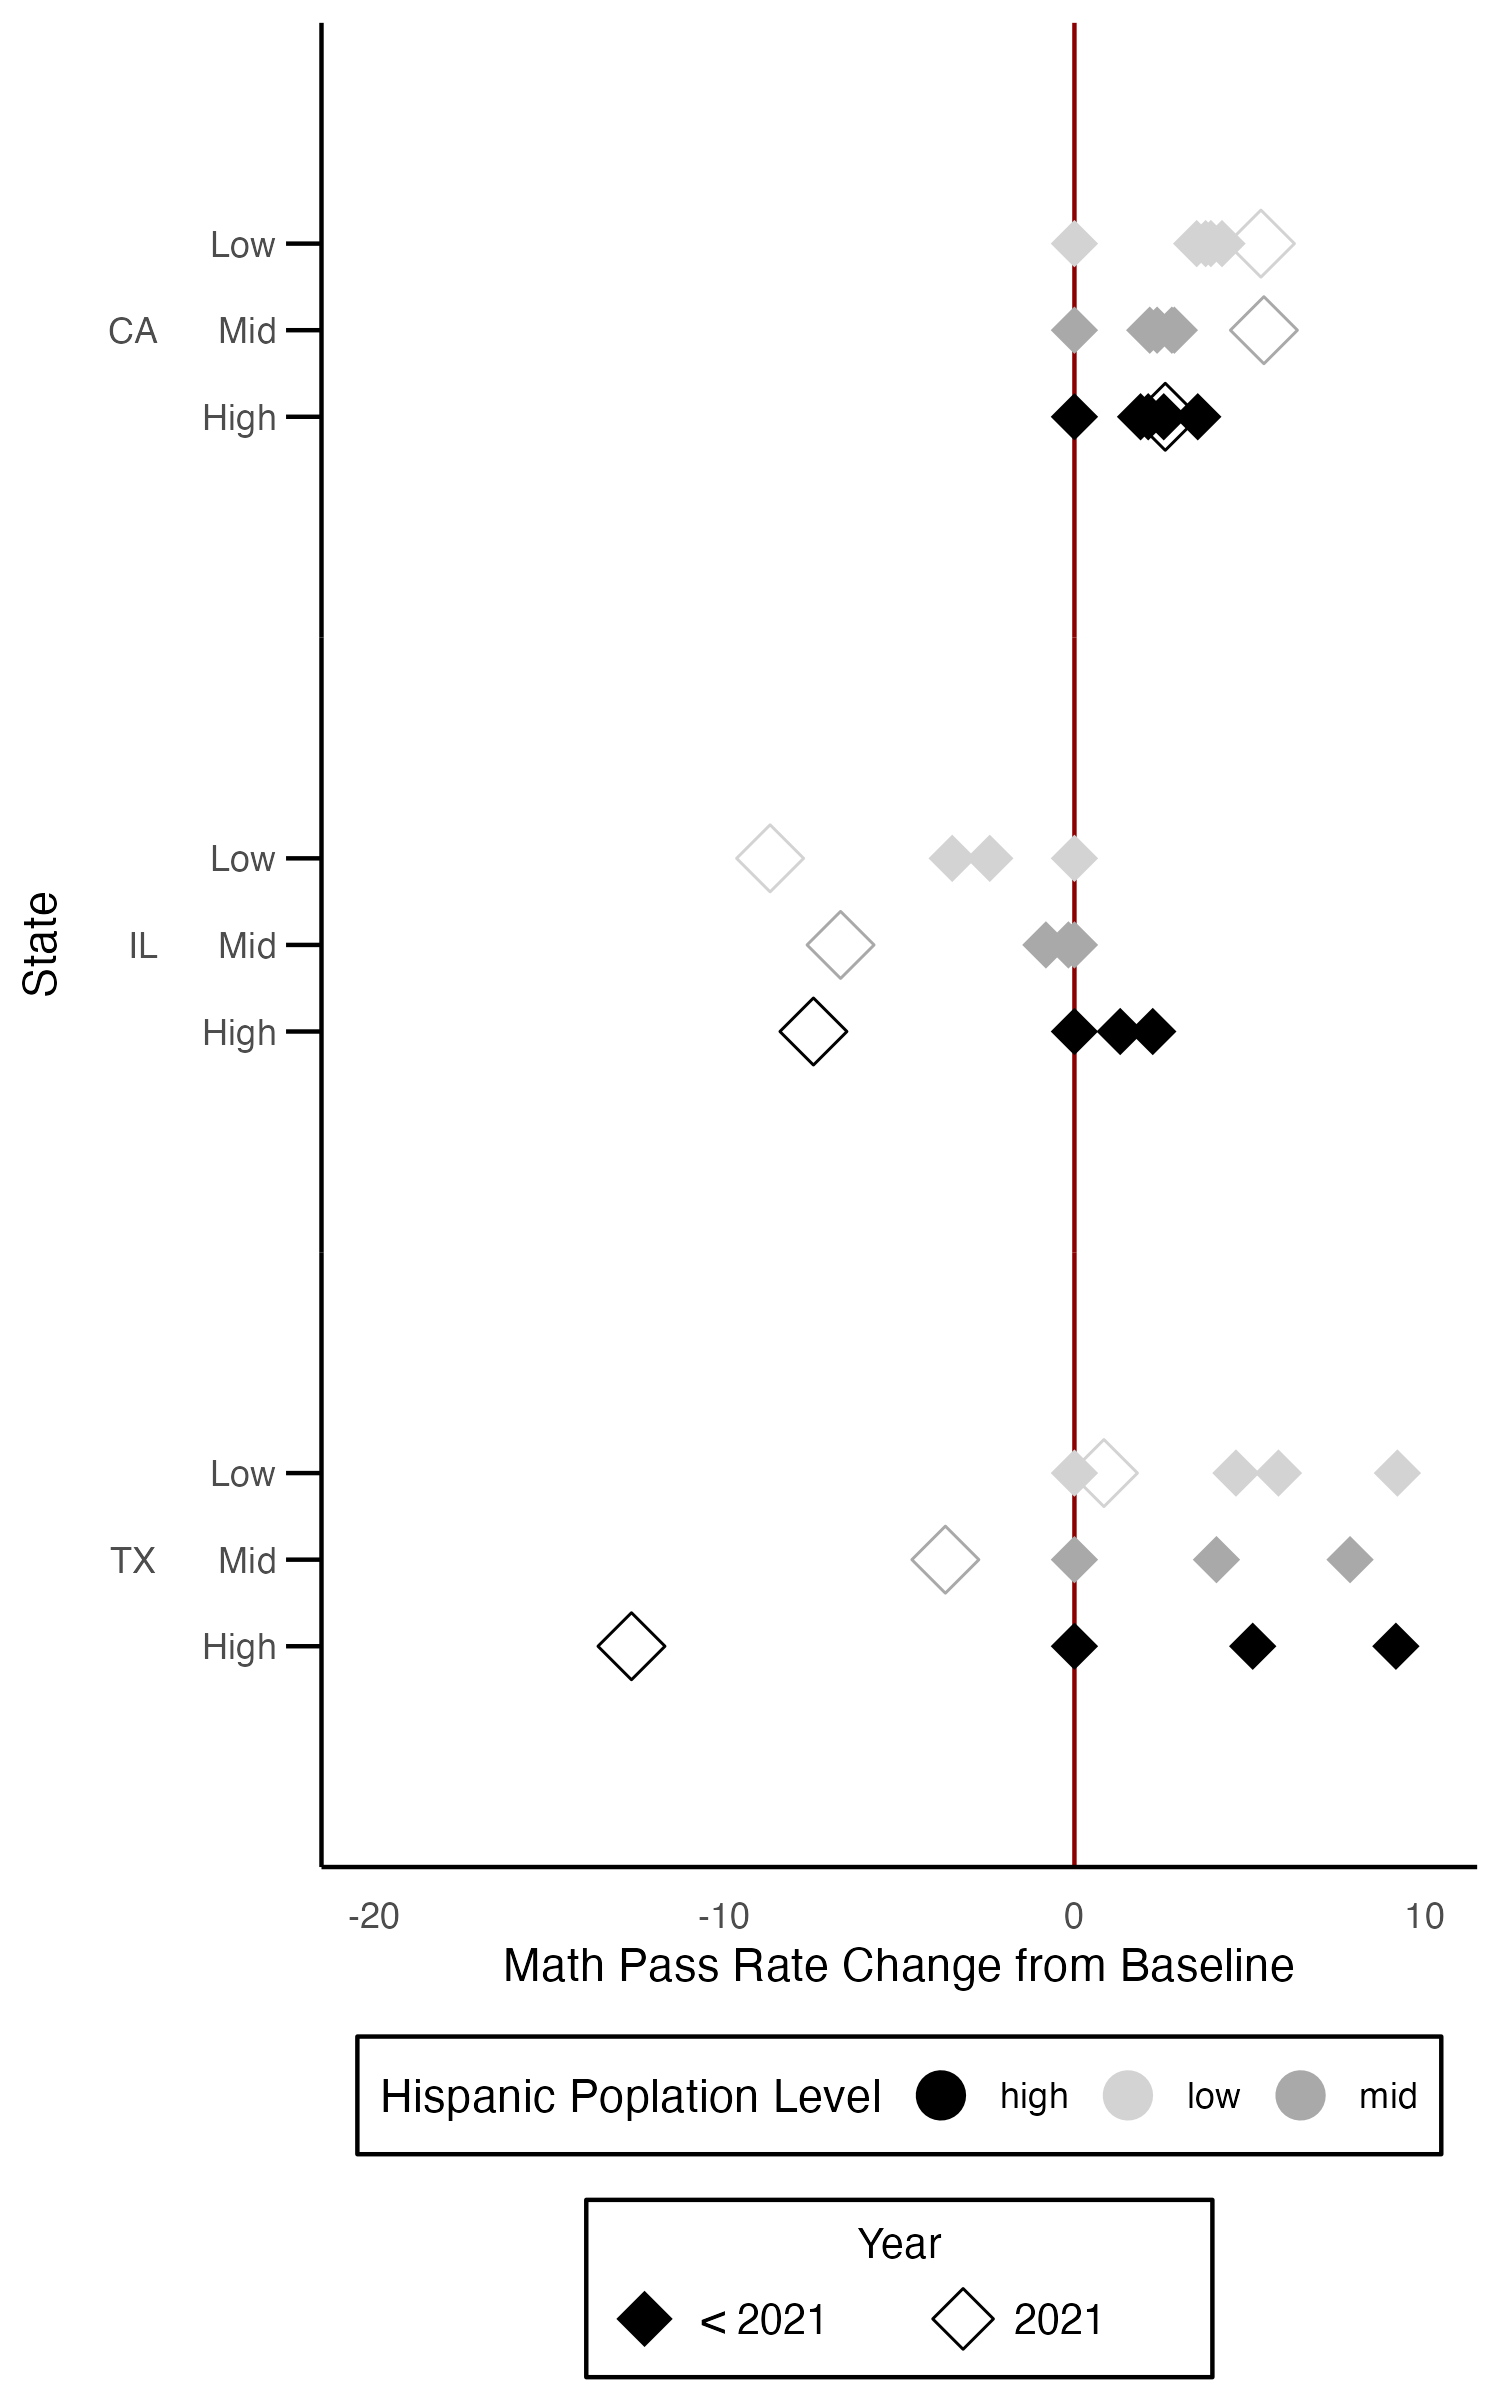 Low
CA Mid
High
Low
State
IL Mid
High
Low
TX Mid
High
-20 -10 0 10
Math Pass Rate Change from Baseline
Hispanic Poplation Level high low mid
Year
< 2021 2021